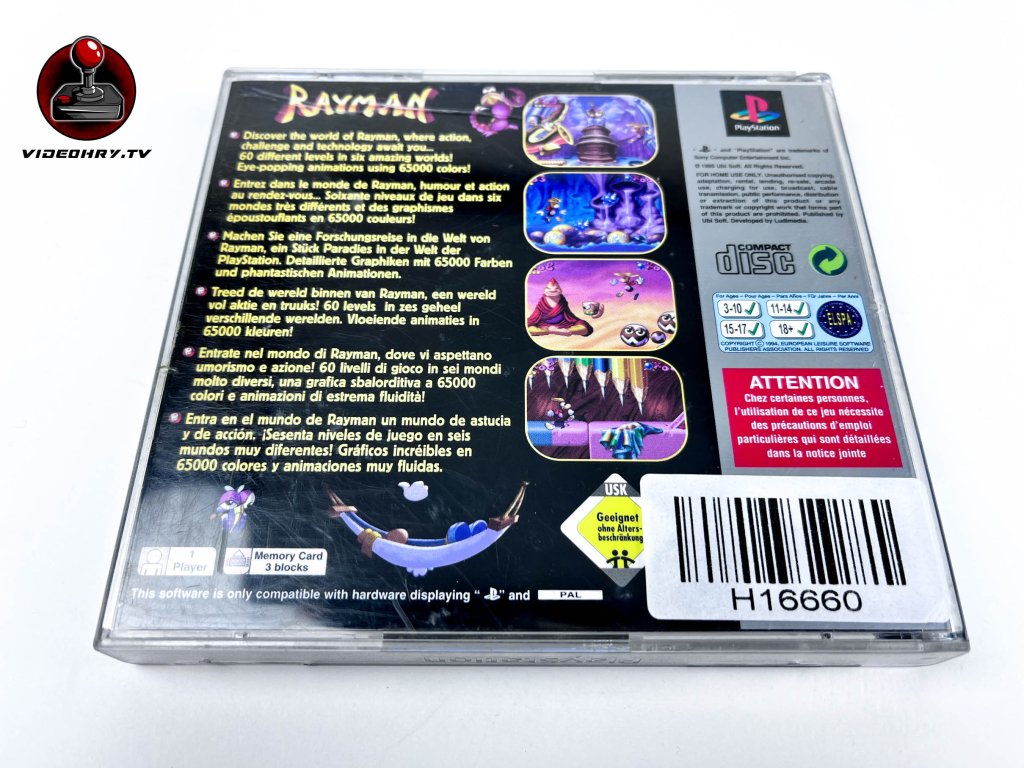 VIDEOHRY.TV
RAYMAN
Discover the world of Rayman, where action,
challenge and technology await you...
60 different levels in six amazing worlds!
Eye-popping animations using 65000 colors!
Entrez dans le monde de Rayman, humour et action
au rendez-vous... Soixante niveaux de jeu dans six
mondes très différents et des graphismes
époustouflants en 65000 couleurs!
Machen Sie eine Forschungsreise in die Welt von
Rayman, ein Stück Paradies in der Welt der
PlayStation. Detaillierte Graphiken mit 65000 Farben
und phantastischen Animationen.
Treed de wereld binnen van Rayman, een wereld
vol aktie en truuks! 60 levels in zes geheel
verschillende werelden. Vloeiende animaties in
65000 kleuren!
Entrate nel mondo di Rayman, dove vi aspettano
umorismo e azione! 60 livelli di gioco in sei mondi
molto diversi, una grafica sbalorditiva a 65000
colori e animazioni di estrema fluidità!
Entra en el mundo de Rayman un mundo de astucia
y de acción. ¡Sesenta niveles de juego en seis
mundos muy diferentes! Gráficos increíbles en
65000 colores y animaciones muy fluidas.
1
Player
Memory Card
3 blocks
This software is only compatible with hardware displaying " " and PAL
PlayStation
" " and "PlayStation" are trademarks of
Sony Computer Entertainment Inc.
© 1995 Ubi Soft. All Rights Reserved.
FOR HOME USE ONLY. Unauthorised copying,
adaptation, rental, lending, re-sale, arcade
use, charging for use, broadcast, cable
transmission, public performance, distribution
or extraction of this product or any
trademark or copyright work that forms part
of this product are prohibited. Published by
Ubi Soft. Developed by Ludimedia.
COMPACT
disc
For Ages – Pour Ages – Para Años – Für Jahre – Per Anni
3-10 11-14
15-17 18+
ELSPA
COPYRIGHT © 1994, EUROPEAN LEISURE SOFTWARE
PUBLISHERS ASSOCIATION. ALL RIGHTS RESERVED
ATTENTION
Chez certaines personnes,
l'utilisation de ce jeu nécessite
des précautions d'emploi
particulières qui sont détaillées
dans la notice jointe
USK
Geeignet
ohne Alters-
beschränkung
H16660
PlayStation